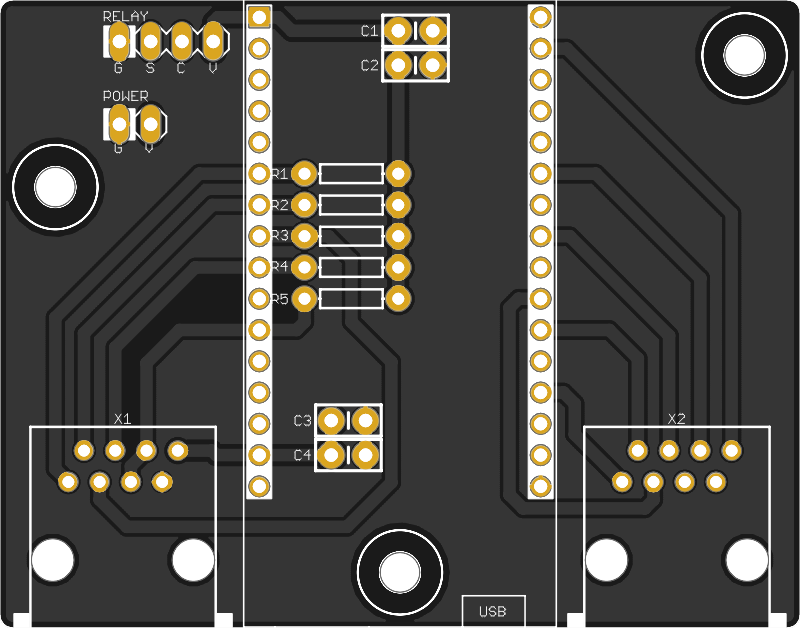 RELAY
G S C V
POWER
G V
C1
C2
R1
R2
R3
R4
R5
C3
C4
X1
X2
USB